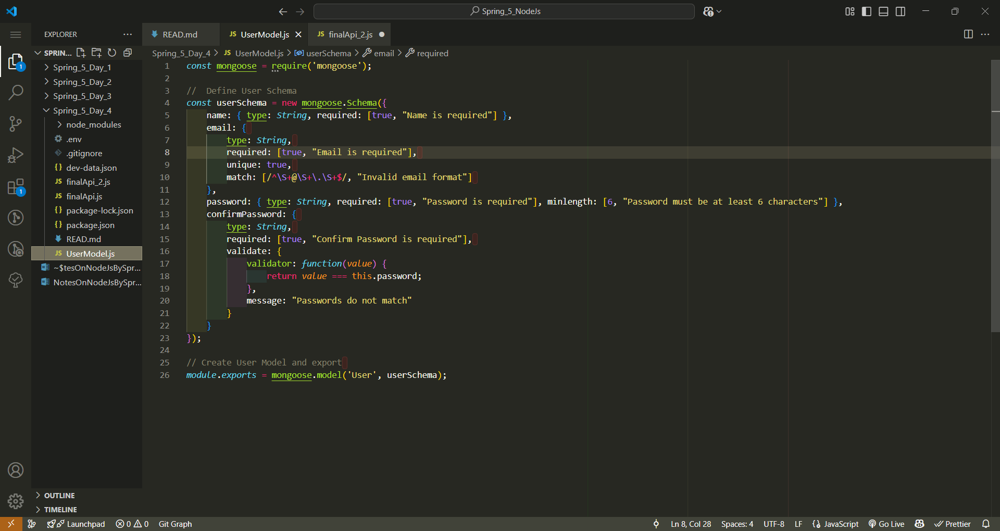 Spring_5_NodeJs
EXPLORER
READ.md
JS UserModel.js
JS finalApi_2.js
SPRIN...
Spring_5_Day_4 > JS UserModel.js > userSchema > email > required
Spring_5_Day_1
Spring_5_Day_2
Spring_5_Day_3
Spring_5_Day_4
node_modules
.env
.gitignore
{} dev-data.json
JS finalApi_2.js
JS finalApi.js
{} package-lock.json
{} package.json
READ.md
JS UserModel.js
~$tesOnNodeJsBySpr...
NotesOnNodeJsBySpr...
OUTLINE
TIMELINE
1
1
1 const mongoose = require('mongoose');
2
3 //  Define User Schema
4 const userSchema = new mongoose.Schema({
5     name: { type: String, required: [true, "Name is required"] },
6     email: {
7         type: String,
8         required: [true, "Email is required"],
9         unique: true,
10         match: [/^\S+@\S+\.\S+$/, "Invalid email format"]
11     },
12     password: { type: String, required: [true, "Password is required"], minlength: [6, "Password must be at least 6 characters"] },
13     confirmPassword: {
14         type: String,
15         required: [true, "Confirm Password is required"],
16         validate: {
17             validator: function(value) {
18                 return value === this.password;
19             },
20             message: "Passwords do not match"
21         }
22     }
23 });
24
25 // Create User Model and export
26 module.exports = mongoose.model('User', userSchema);
Launchpad 0 0 Git Graph Ln 8, Col 28 Spaces: 4 UTF-8 LF {} JavaScript Go Live Prettier